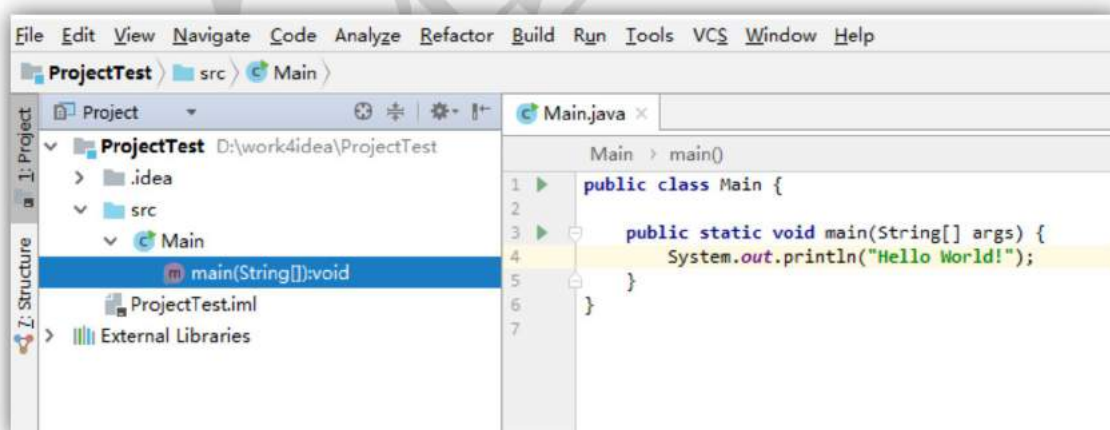 File Edit View Navigate Code Analyze Refactor Build Run Tools VCS Window Help
ProjectTest src Main
1: Project
Z: Structure
Project
ProjectTest D:\work4idea\ProjectTest
.idea
src
Main
main(String[]):void
ProjectTest.iml
External Libraries
Main.java
Main › main()
1 public class Main {
2
3 public static void main(String[] args) {
4 System.out.println("Hello World!");
5 }
6 }
7